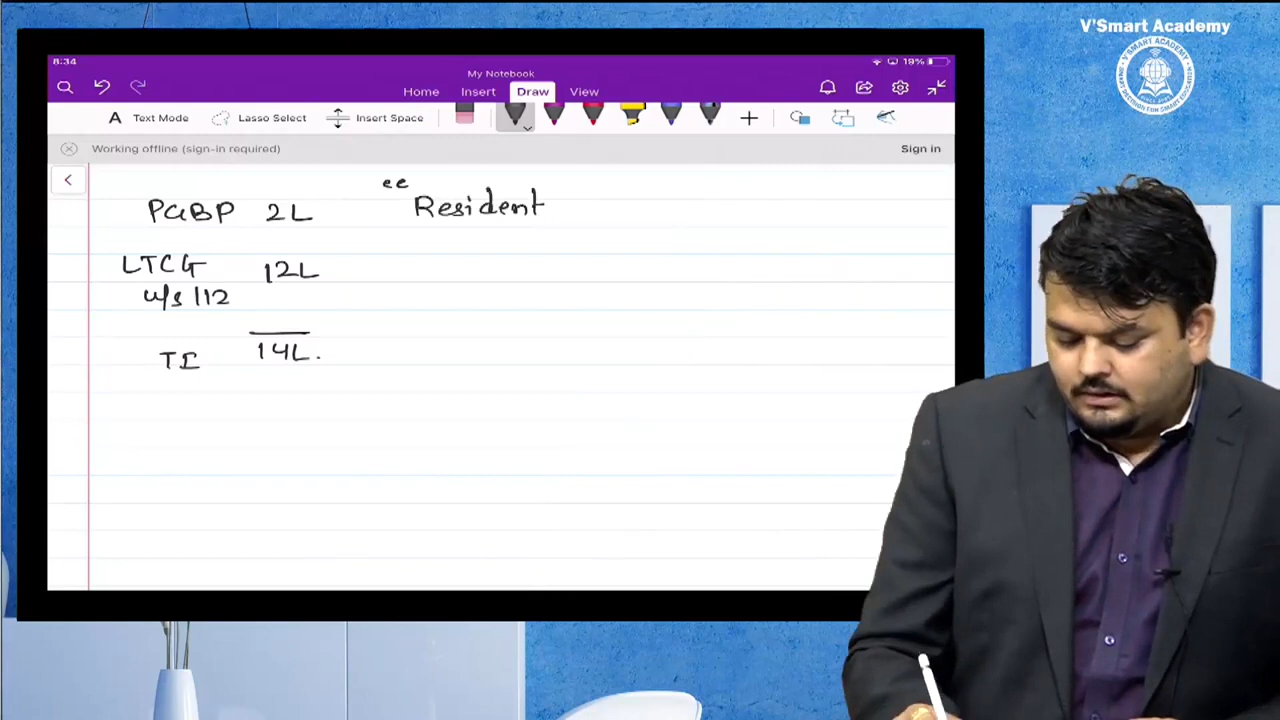 V'Smart Academy
8:34
19%
My Notebook
Home Insert Draw View
Text Mode Lasso Select Insert Space
Working offline (sign-in required) Sign in
PGBP 2L "Resident
LTCG 12L
u/s 112
TI 14L.